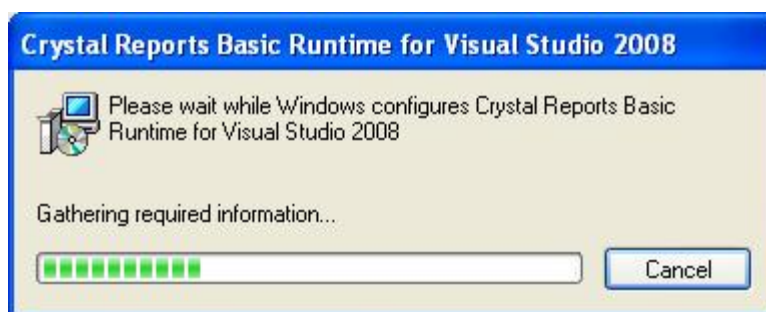 Crystal Reports Basic Runtime for Visual Studio 2008
Please wait while Windows configures Crystal Reports Basic
Runtime for Visual Studio 2008
Gathering required information...
Cancel